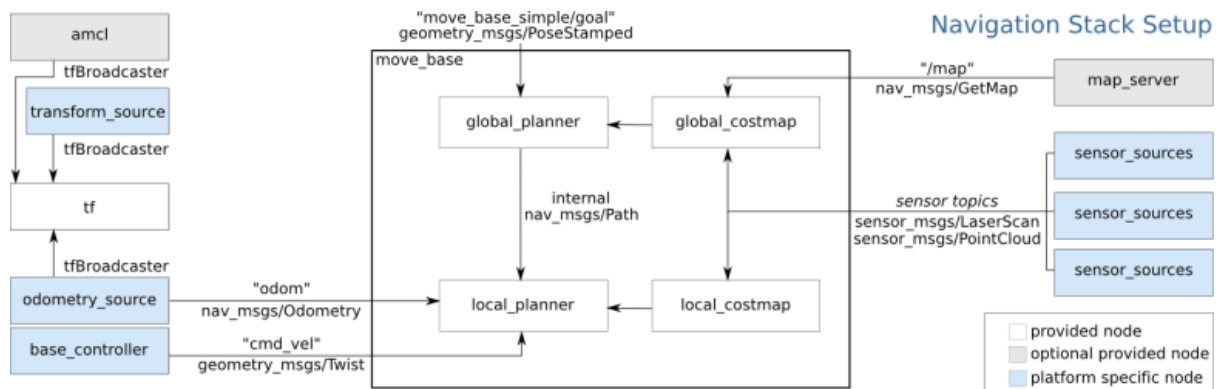 Navigation Stack Setup
amcl
tfBroadcaster
transform_source
tfBroadcaster
tf
tfBroadcaster
odometry_source
base_controller
"odom"
nav_msgs/Odometry
"cmd_vel"
geometry_msgs/Twist
"move_base_simple/goal"
geometry_msgs/PoseStamped
move_base
global_planner
global_costmap
internal
nav_msgs/Path
local_planner
local_costmap
"/map"
nav_msgs/GetMap
map_server
sensor topics
sensor_msgs/LaserScan
sensor_msgs/PointCloud
sensor_sources
sensor_sources
sensor_sources
provided node
optional provided node
platform specific node